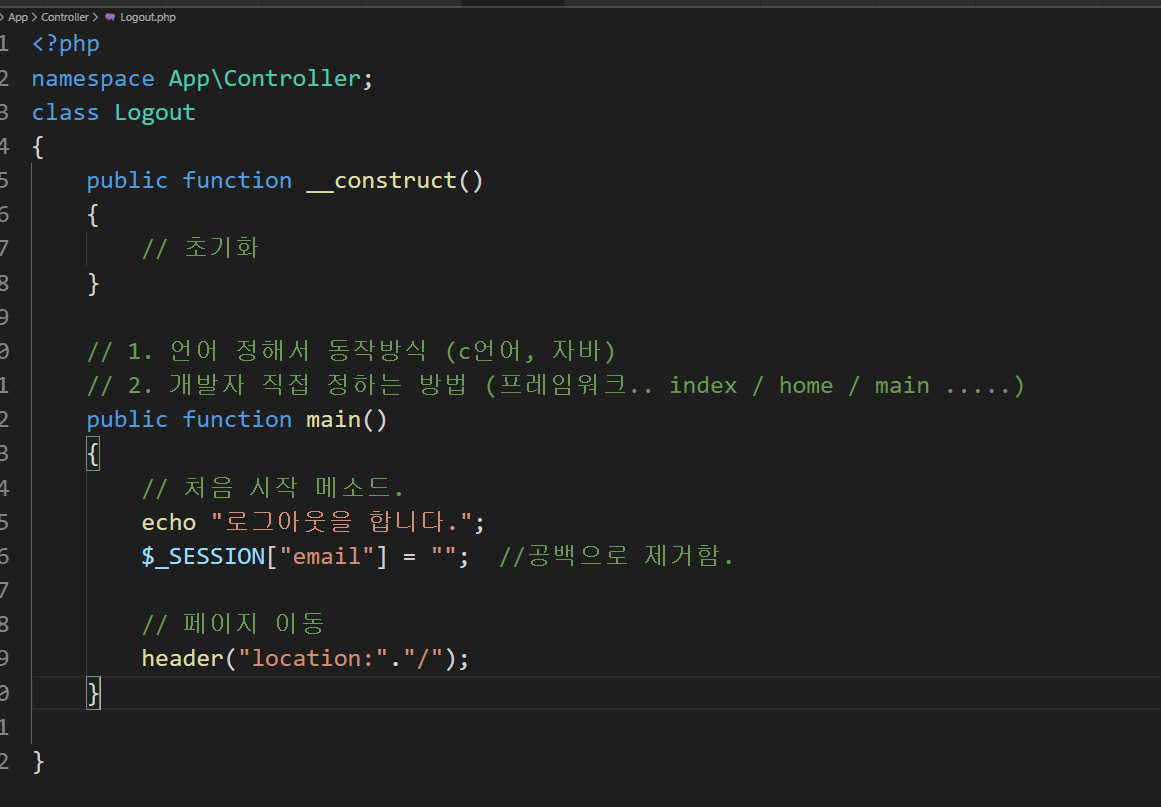 App > Controller > Logout.php
1 <?php
2 namespace App\Controller;
3 class Logout
4 {
5 public function __construct()
6 {
7 // 초기화
8 }
9
0
1 // 1. 언어 정해서 동작방식 (c언어, 자바)
// 2. 개발자 직접 정하는 방법 (프레임워크.. index / home / main .....)
2 public function main()
3 {
4 // 처음 시작 메소드.
5 echo "로그아웃을 합니다.";
6 $_SESSION["email"] = "";  //공백으로 제거함.
7
8 // 페이지 이동
9 header("location:"."/");
0 }
1
2 }